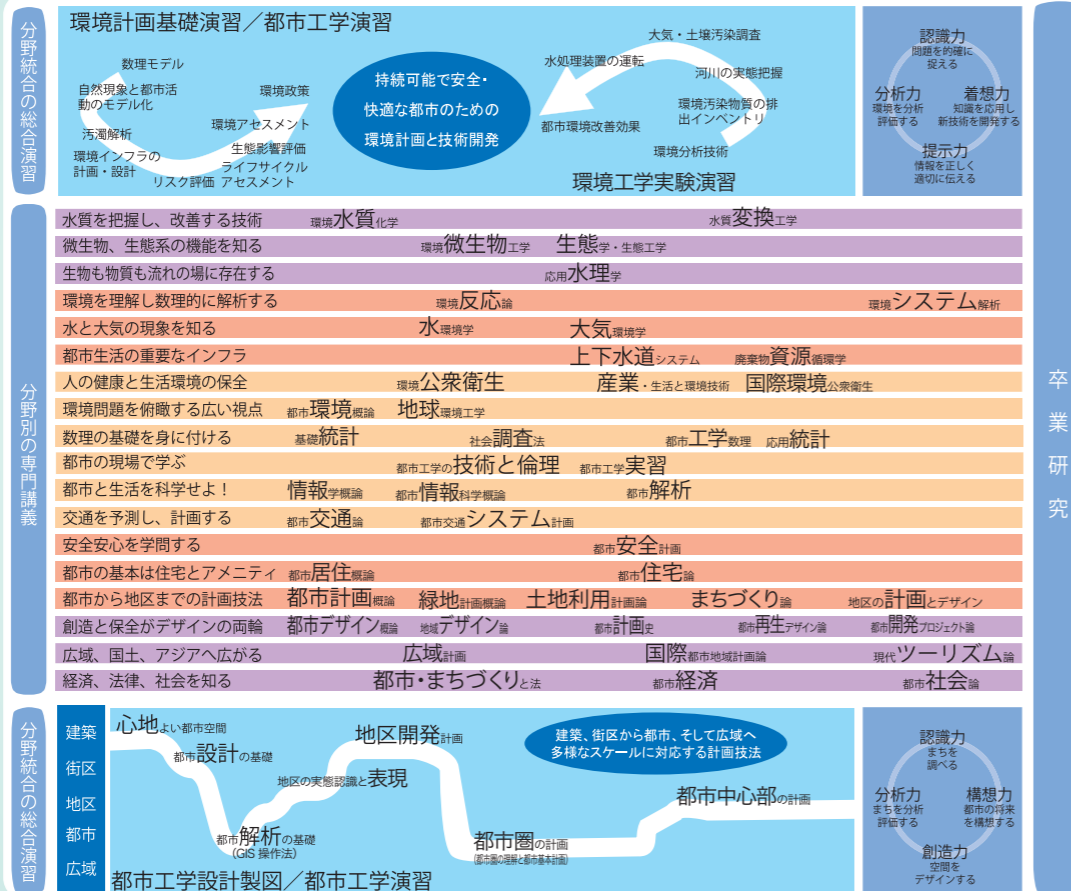 分野統合の総合演習
環境計画基礎演習／都市工学演習
数理モデル
自然現象と都市活
動のモデル化
汚濁解析
環境インフラの
計画・設計
リスク評価
ライフサイクル
アセスメント
生態影響評価
環境アセスメント
環境政策
持続可能で安全・
快適な都市のための
環境計画と技術開発
大気・土壌汚染調査
水処理装置の運転
河川の実態把握
環境汚染物質の排
出インベントリ
都市環境改善効果
環境分析技術
環境工学実験演習
認識力
問題を的確に
捉える
分析力
環境を分析
評価する
着想力
知識を応用し
新技術を開発する
提示力
情報を正しく
適切に伝える
分野別の専門講義
水質を把握し、改善する技術 環境水質化学 水質変換工学
微生物、生態系の機能を知る 環境微生物工学 生態学・生態工学
生物も物質も流れの場に存在する 応用水理学
環境を理解し数理的に解析する 環境反応論 環境システム解析
水と大気の現象を知る 水環境学 大気環境学
都市生活の重要なインフラ 上下水道システム 廃棄物資源循環学
人の健康と生活環境の保全 環境公衆衛生 産業・生活と環境技術 国際環境公衆衛生
環境問題を俯瞰する広い視点 都市環境概論 地球環境工学
数理の基礎を身に付ける 基礎統計 社会調査法 都市工学数理 応用統計
都市の現場で学ぶ 都市工学の技術と倫理 都市工学実習
都市と生活を科学せよ！ 情報学概論 都市情報科学概論 都市解析
交通を予測し、計画する 都市交通論 都市交通システム計画
安全安心を学問する 都市安全計画
都市の基本は住宅とアメニティ 都市居住概論 都市住宅論
都市から地区までの計画技法 都市計画概論 緑地計画概論 土地利用計画論 まちづくり論 地区の計画とデザイン
創造と保全がデザインの両輪 都市デザイン概論 地域デザイン論 都市計画史 都市再生デザイン論 都市開発プロジェクト論
広域、国土、アジアへ広がる 広域計画 国際都市地域計画論 現代ツーリズム論
経済、法律、社会を知る 都市・まちづくりと法 都市経済 都市社会論
卒業研究
分野統合の総合演習
建築
街区
地区
都市
広域
心地よい都市空間
都市設計の基礎
都市解析の基礎
(GIS 操作法)
地区の実態認識と表現
地区開発計画
都市圏の計画
(都市圏の理解と都市基本計画)
都市中心部の計画
建築、街区から都市、そして広域へ
多様なスケールに対応する計画技法
都市工学設計製図／都市工学演習
認識力
まちを
調べる
分析力
まちを分析
評価する
構想力
都市の将来
を構想する
創造力
空間を
デザインする